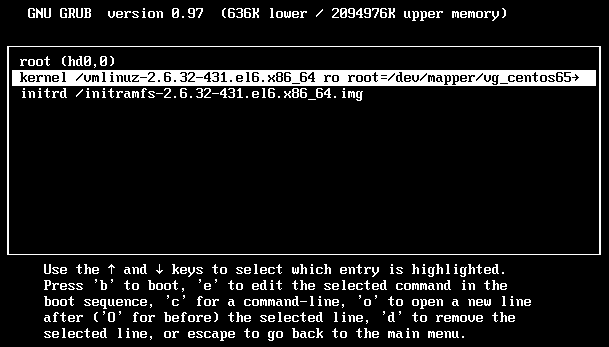 GNU GRUB  version 0.97  (636K lower / 2094976K upper memory)
root (hd0,0)
kernel /vmlinuz-2.6.32-431.el6.x86_64 ro root=/dev/mapper/vg_centos65→
initrd /initramfs-2.6.32-431.el6.x86_64.img
Use the ↑ and ↓ keys to select which entry is highlighted.
Press 'b' to boot, 'e' to edit the selected command in the
boot sequence, 'c' for a command-line, 'o' to open a new line
after ('O' for before) the selected line, 'd' to remove the
selected line, or escape to go back to the main menu.